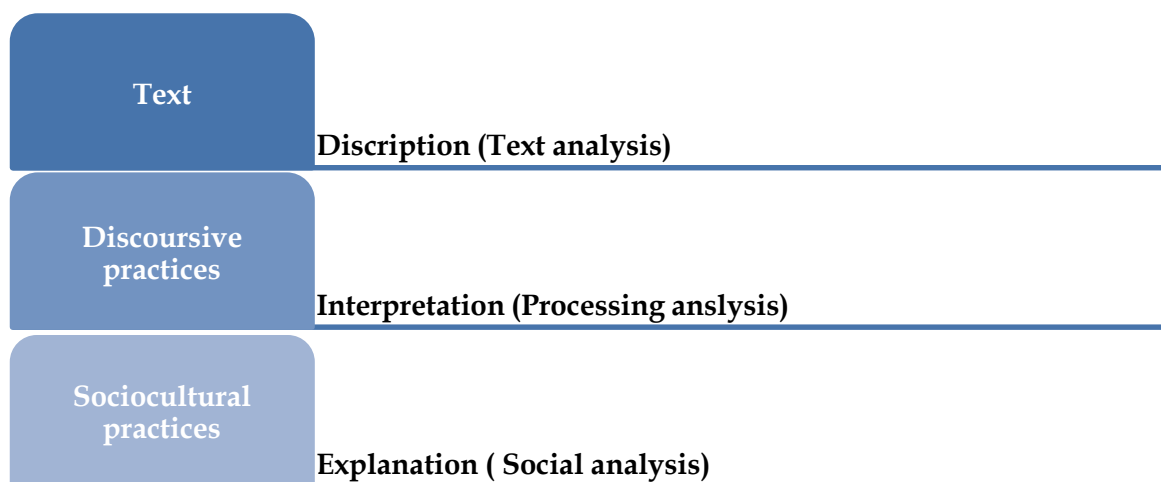 Text
Discription (Text analysis)
Discoursive
practices
Interpretation (Processing anslysis)
Sociocultural
practices
Explanation ( Social analysis)